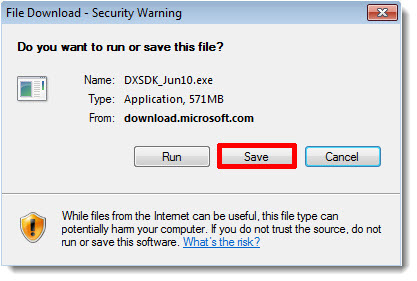 File Download - Security Warning
Do you want to run or save this file?
Name: DXSDK_Jun10.exe
Type: Application, 571MB
From: download.microsoft.com
Run Save Cancel
While files from the Internet can be useful, this file type can
potentially harm your computer. If you do not trust the source, do not
run or save this software. What's the risk?